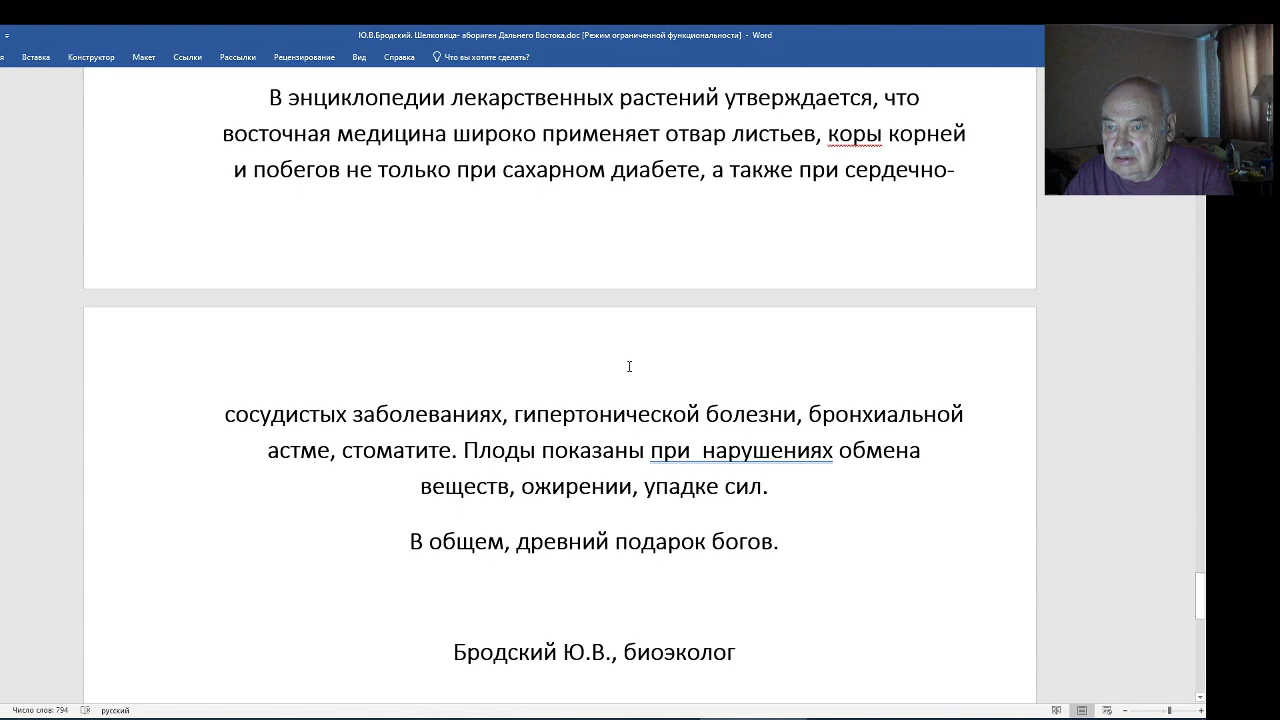 Ю.В.Бродский. Шелковица- абориген Дальнего Востока.doc [Режим ограниченной функциональности] - Word
я Вставка Конструктор Макет Ссылки Рассылки Рецензирование Вид Справка Что вы хотите сделать?
В энциклопедии лекарственных растений утверждается, что
восточная медицина широко применяет отвар листьев, коры корней
и побегов не только при сахарном диабете, а также при сердечно-
сосудистых заболеваниях, гипертонической болезни, бронхиальной
астме, стоматите. Плоды показаны при  нарушениях обмена
веществ, ожирении, упадке сил.
В общем, древний подарок богов.
Бродский Ю.В., биоэколог
Число слов: 794 русский